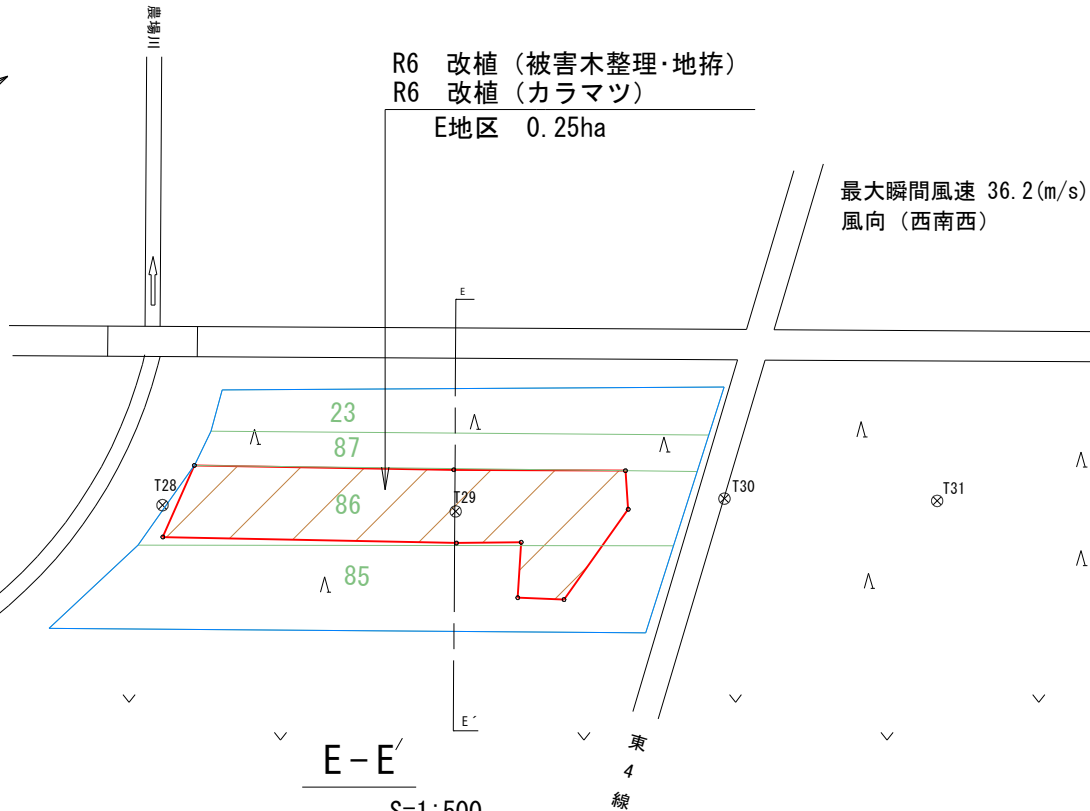 農場川
R6 改植（被害木整理･地拵）
R6 改植（カラマツ）
E地区 0.25ha
最大瞬間風速 36.2(m/s)
風向（西南西）
E
23
87
T28
86
T29
T30
T31
85
E´
E－E′
S=1:500
東4線